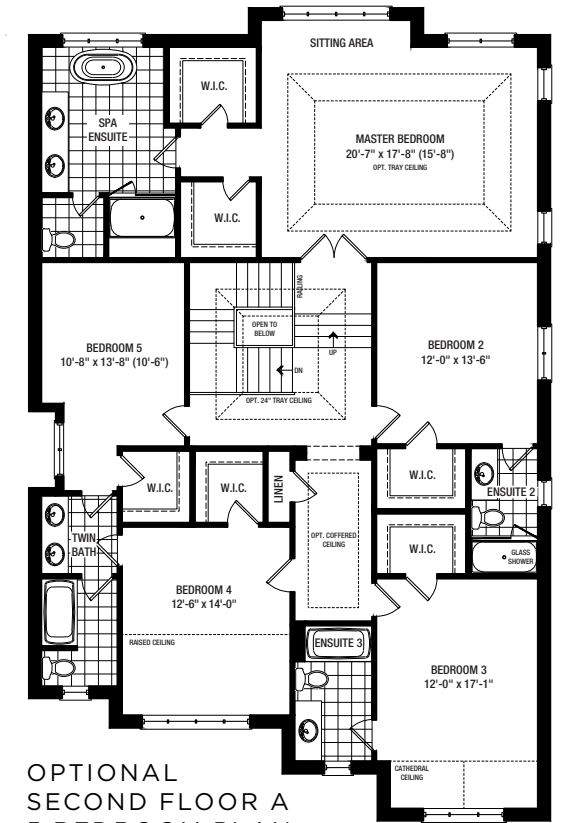 SITTING AREA
W.I.C.
SPA
ENSUITE
MASTER BEDROOM
20'-7" x 17'-8" (15'-8")
OPT. TRAY CEILING
W.I.C.
RAILING
OPEN TO
BELOW
UP
DN
OPT. 24" TRAY CEILING
BEDROOM 5
10'-8" x 13'-8" (10'-6")
BEDROOM 2
12'-0" x 13'-6"
W.I.C.
W.I.C.
LINEN
W.I.C.
ENSUITE 2
OPT. COFFERED
CEILING
TWIN
BATH
W.I.C.
GLASS
SHOWER
BEDROOM 4
12'-6" x 14'-0"
RAISED CEILING
ENSUITE 3
BEDROOM 3
12'-0" x 17'-1"
CATHEDRAL
CEILING
OPTIONAL
SECOND FLOOR A
5 BEDROOM PLAN